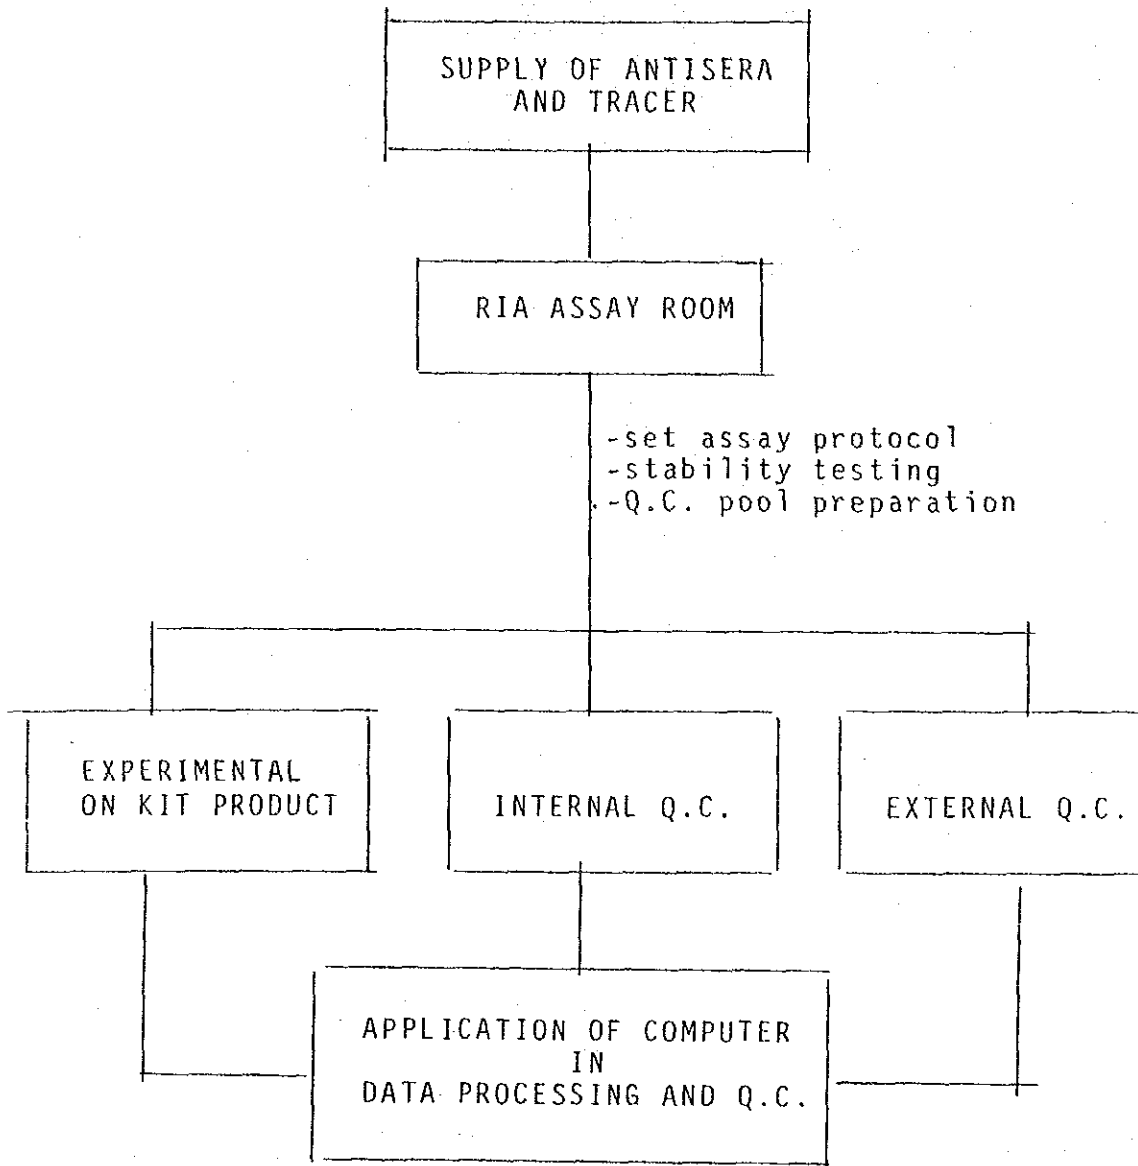 SUPPLY OF ANTISERA
AND TRACER
RIA ASSAY ROOM
-set assay protocol
-stability testing
-Q.C. pool preparation
EXPERIMENTAL
ON KIT PRODUCT
INTERNAL Q.C.
EXTERNAL Q.C.
APPLICATION OF COMPUTER
IN
DATA PROCESSING AND Q.C.